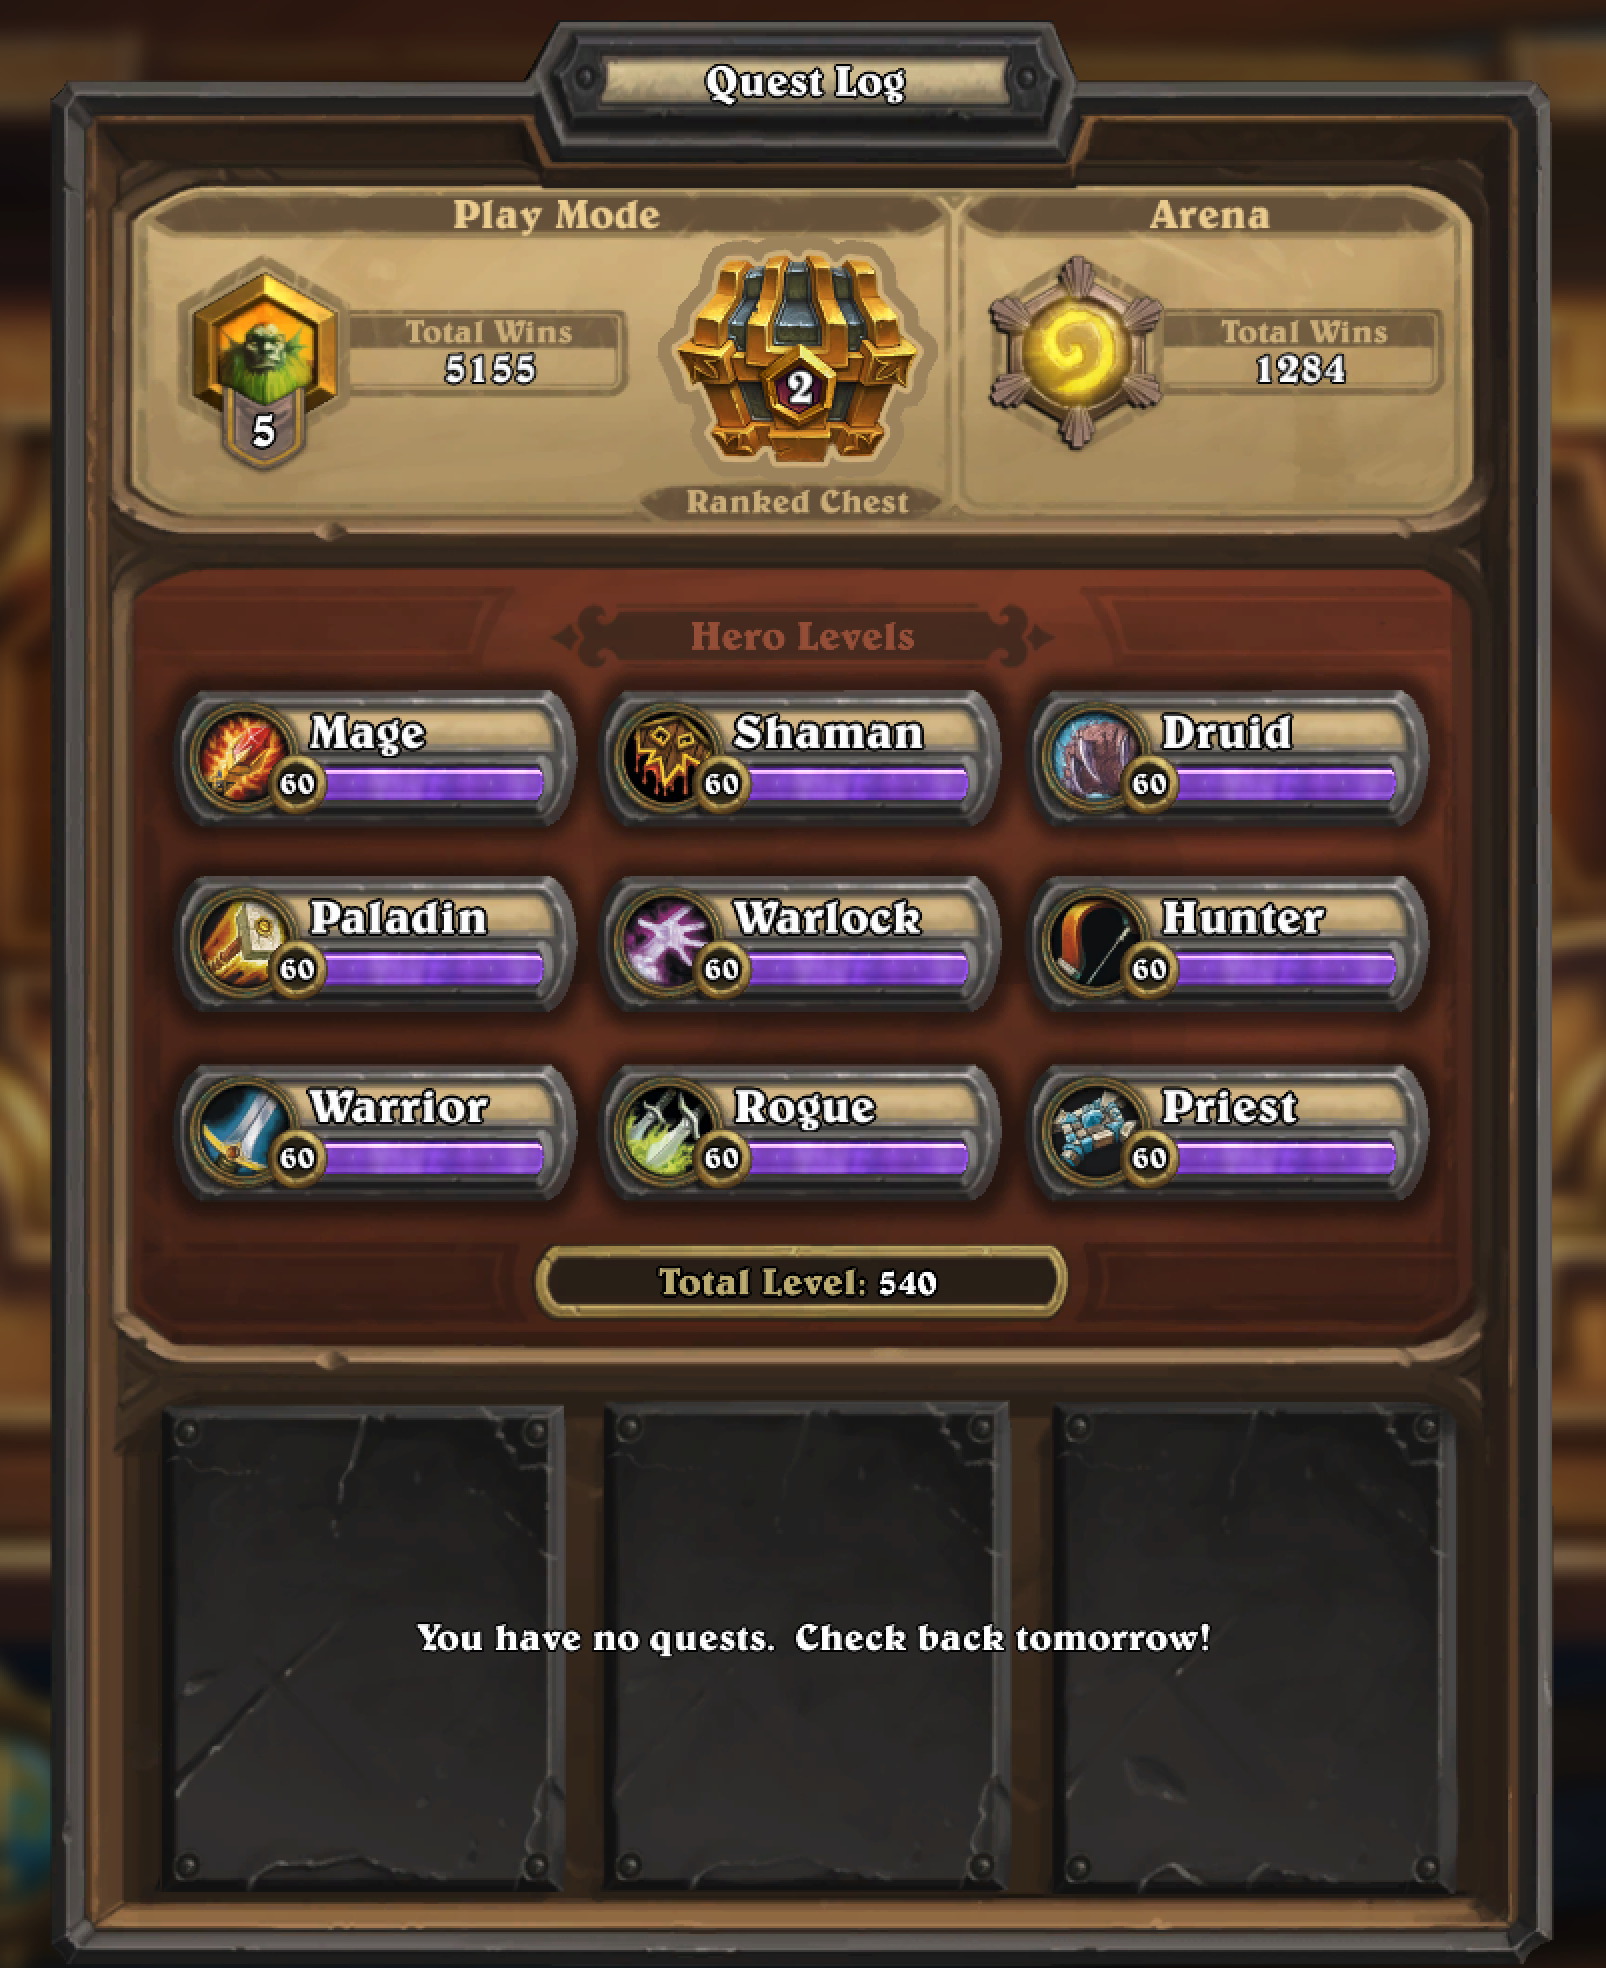 Quest Log
Play Mode
Total Wins
5155
5
2
Ranked Chest
Arena
Total Wins
1284
Hero Levels
Mage
60
Shaman
60
Druid
60
Paladin
60
Warlock
60
Hunter
60
Warrior
60
Rogue
60
Priest
60
Total Level: 540
You have no quests.  Check back tomorrow!